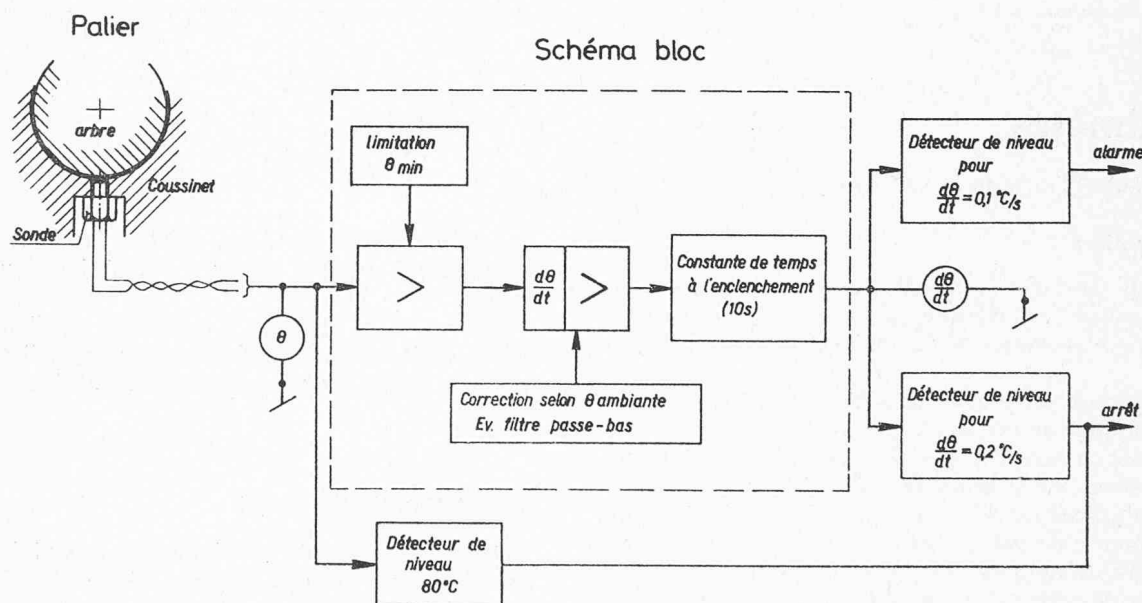 Palier
Schéma bloc
arbre
Coussinet
Sonde
θ
limitation
θ min
>
dθ
dt
>
Constante de temps
à l'enclenchement
(10s)
Correction selon θ ambiante
Ev. filtre passe-bas
Détecteur de niveau
pour
dθ/dt = 0,1 °C/s
alarme
dθ
dt
Détecteur de niveau
pour
dθ/dt = 0,2 °C/s
arrêt
Détecteur de
niveau
80°C